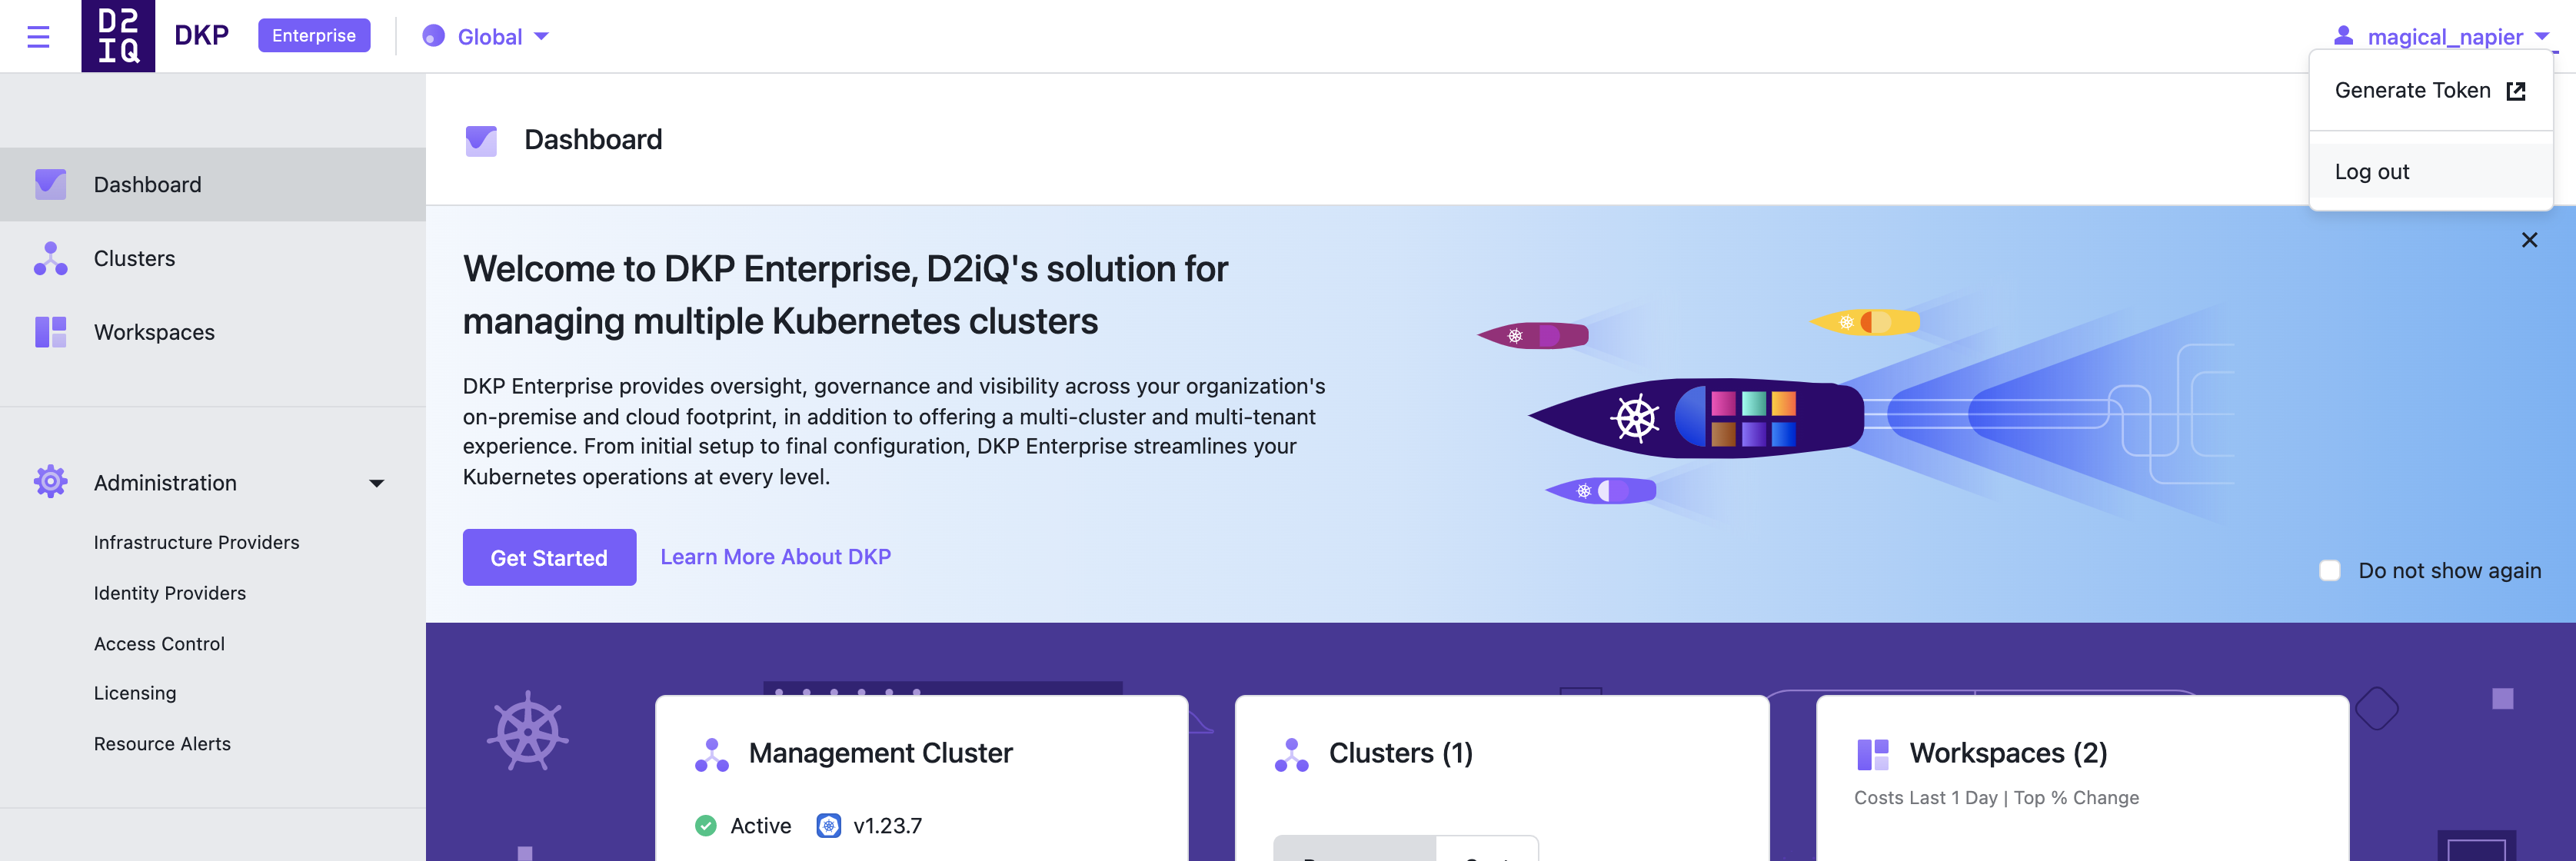 D2
IQ
DKP
Enterprise
Global
magical_napier
Generate Token
Log out
Dashboard
Clusters
Workspaces
Administration
Infrastructure Providers
Identity Providers
Access Control
Licensing
Resource Alerts
Dashboard
Welcome to DKP Enterprise, D2iQ's solution for
managing multiple Kubernetes clusters
DKP Enterprise provides oversight, governance and visibility across your organization's
on-premise and cloud footprint, in addition to offering a multi-cluster and multi-tenant
experience. From initial setup to final configuration, DKP Enterprise streamlines your
Kubernetes operations at every level.
Get Started
Learn More About DKP
Do not show again
Management Cluster
Active
v1.23.7
Clusters (1)
Workspaces (2)
Costs Last 1 Day | Top % Change